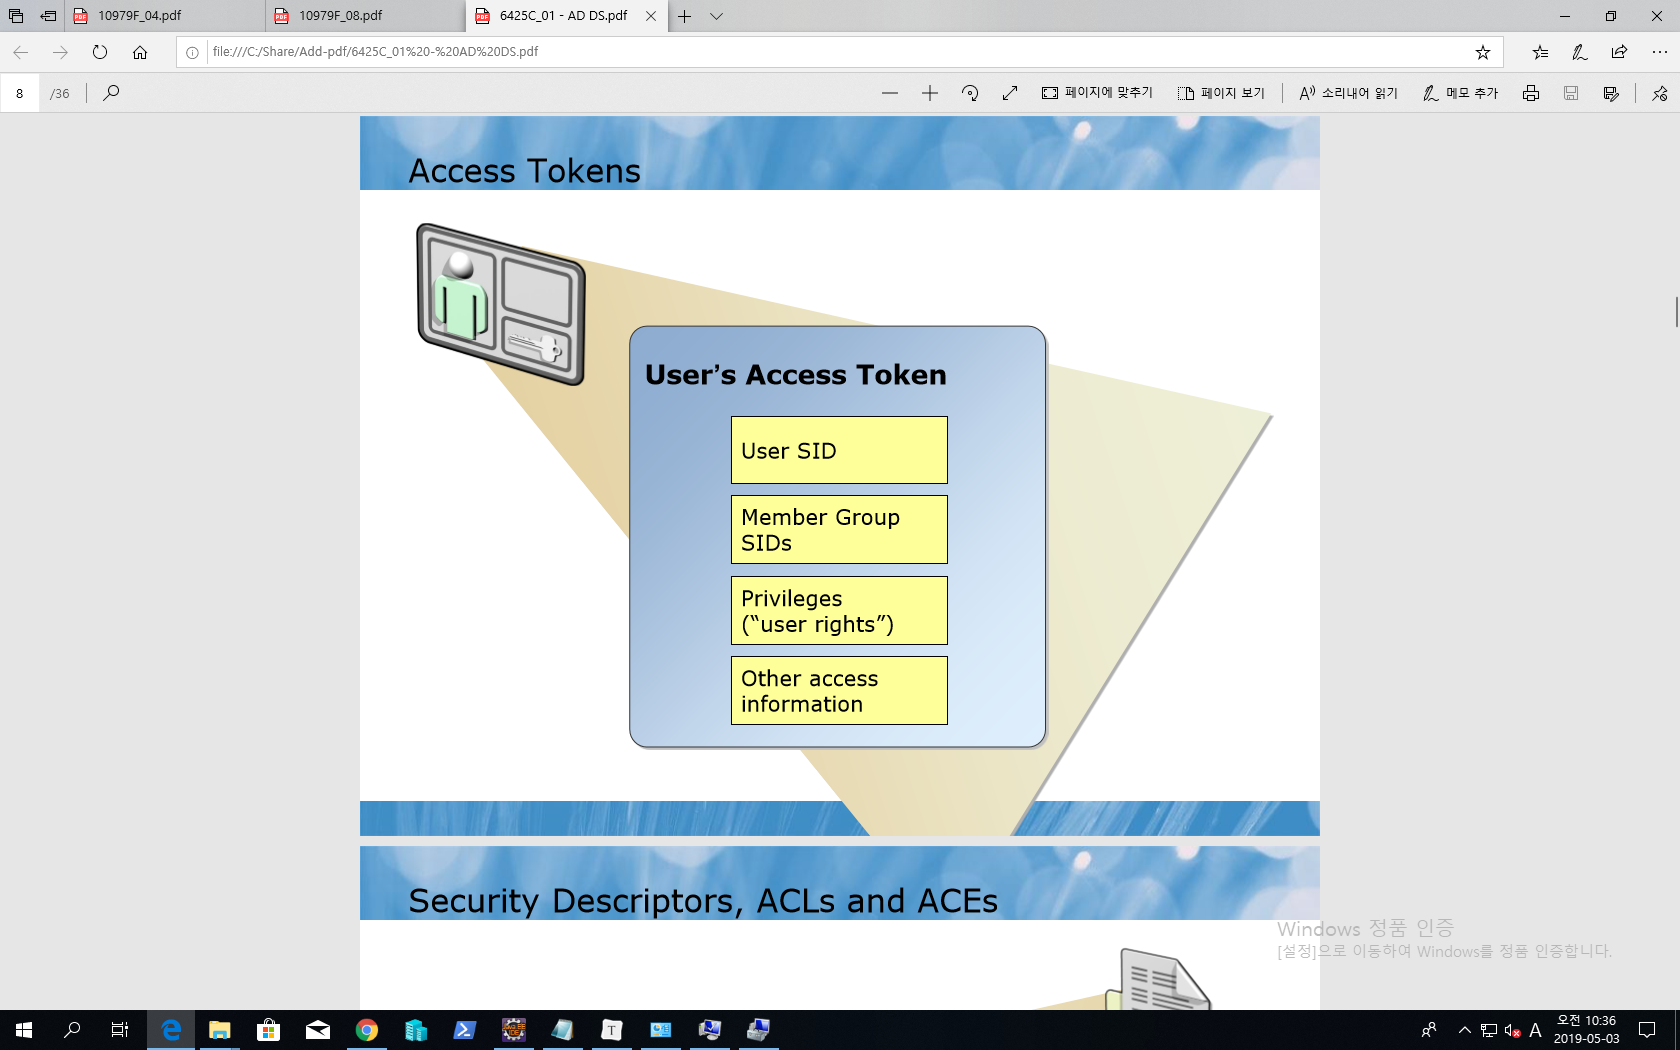 10979F_04.pdf
10979F_08.pdf
6425C_01 - AD DS.pdf
file:///C:/Share/Add-pdf/6425C_01%20-%20AD%20DS.pdf
8 /36
페이지에 맞추기
페이지 보기
소리내어 읽기
메모 추가
Access Tokens
User’s Access Token
User SID
Member Group
SIDs
Privileges
(“user rights”)
Other access
information
Security Descriptors, ACLs and ACEs
Windows 정품 인증
[설정]으로 이동하여 Windows를 정품 인증합니다.
A
오전 10:36
2019-05-03